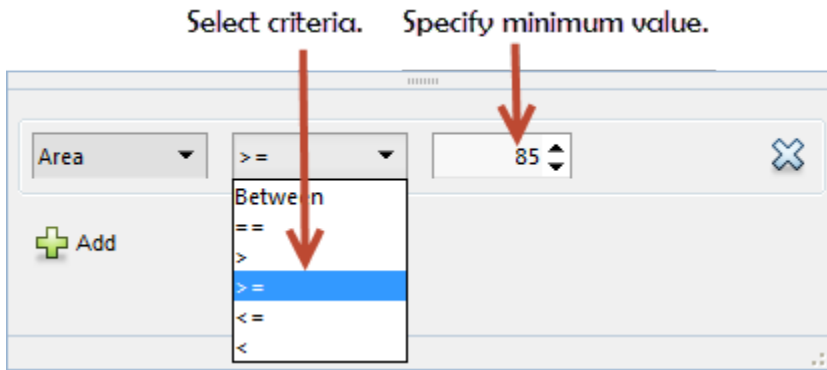 Select criteria. Specify minimum value.
Area >= 85
Between
==
Add
>
>=
<=
<